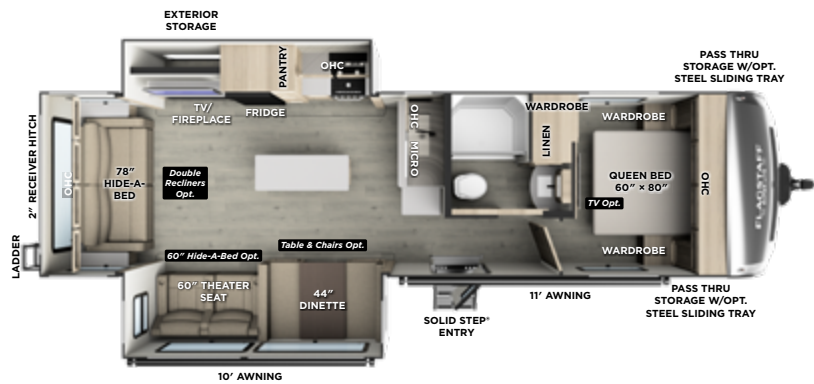 EXTERIOR
STORAGE
PASS THRU
STORAGE W/OPT.
STEEL SLIDING TRAY
PANTRY
OHC
TV/
FIREPLACE
FRIDGE
2" RECEIVER HITCH
OHC
78"
HIDE-A-
BED
Double
Recliners
Opt.
OHC
MICRO
WARDROBE
LINEN
WARDROBE
QUEEN BED
60" × 80"
OHC
TV Opt.
FLAGSTAFF
LADDER
60" Hide-A-Bed Opt.
Table & Chairs Opt.
WARDROBE
60" THEATER
SEAT
44"
DINETTE
11' AWNING
PASS THRU
STORAGE W/OPT.
STEEL SLIDING TRAY
SOLID STEP®
ENTRY
10' AWNING